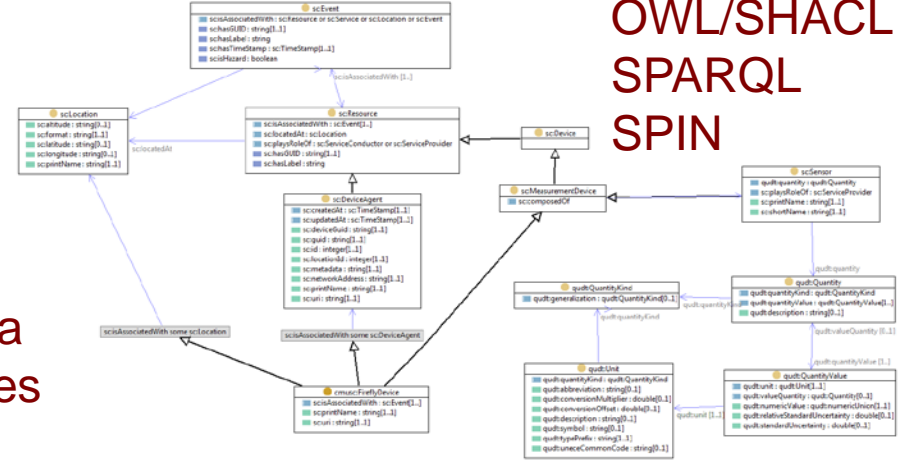 OWL/SHACL
SPARQL
SPIN
sc:Event
sc:isAssociatedWith : sc:Resource or sc:Service or sc:Location or sc:Event
sc:hasGUID : string[1..1]
sc:hasLabel : string
sc:hasTimeStamp : sc:TimeStamp[1..1]
sc:isHazard : boolean
sc:isAssociatedWith [1..]
sc:Location
sc:altitude : string[0..1]
sc:format : string[1..1]
sc:latitude : string[0..1]
sc:longitude : string[0..1]
sc:printName : string[1..1]
sc:locatedAt
sc:Resource
sc:isAssociatedWith : sc:Event[1..]
sc:locatedAt : sc:Location
sc:playsRoleOf : sc:ServiceConductor or sc:ServiceProvider
sc:hasGUID : string[1..1]
sc:hasLabel : string
sc:Device
sc:MeasurementDevice
sc:composedOf
sc:Sensor
qudt:quantity : qudt:Quantity
sc:playsRoleOf : sc:ServiceProvider
sc:printName : string[1..1]
sc:shortName : string[1..1]
sc:DeviceAgent
sc:createdAt : sc:TimeStamp[1..1]
sc:updatedAt : sc:TimeStamp[1..1]
sc:deviceGuid : string[1..1]
sc:guid : string[1..1]
sc:id : integer[1..1]
sc:locationId : integer[1..1]
sc:metadata : string[1..1]
sc:networkAddress : string[1..1]
sc:printName : string[1..1]
sc:uri : string[1..1]
qudt:quantity
qudt:QuantityKind
qudt:generalization : qudt:QuantityKind[0..1]
qudt:quantityKind
qudt:quantityKind
qudt:Quantity
qudt:quantityKind : qudt:QuantityKind
qudt:quantityValue : qudt:QuantityValue[1..]
qudt:description : string[0..1]
qudt:valueQuantity [0..1]
qudt:quantityValue [1..]
a
es
sc:isAssociatedWith some sc:Location
sc:isAssociatedWith some sc:DeviceAgent
cmusc:FireflyDevice
sc:isAssociatedWith : sc:Event[1..]
sc:printName : string[1..1]
sc:uri : string[1..1]
qudt:Unit
qudt:quantityKind : qudt:QuantityKind
qudt:abbreviation : string[0..1]
qudt:conversionMultiplier : double[0..1]
qudt:conversionOffset : double[0..1]
qudt:description : string[0..1]
qudt:symbol : string[0..1]
qudt:typePrefix : string[1..1]
qudt:uneceCommonCode : string[0..1]
qudt:unit [1..1]
qudt:QuantityValue
qudt:unit : qudt:Unit[1..1]
qudt:valueQuantity : qudt:Quantity[0..1]
qudt:numericValue : qudt:numericUnion[1..1]
qudt:relativeStandardUncertainty : double[0..1]
qudt:standardUncertainty : double[0..1]